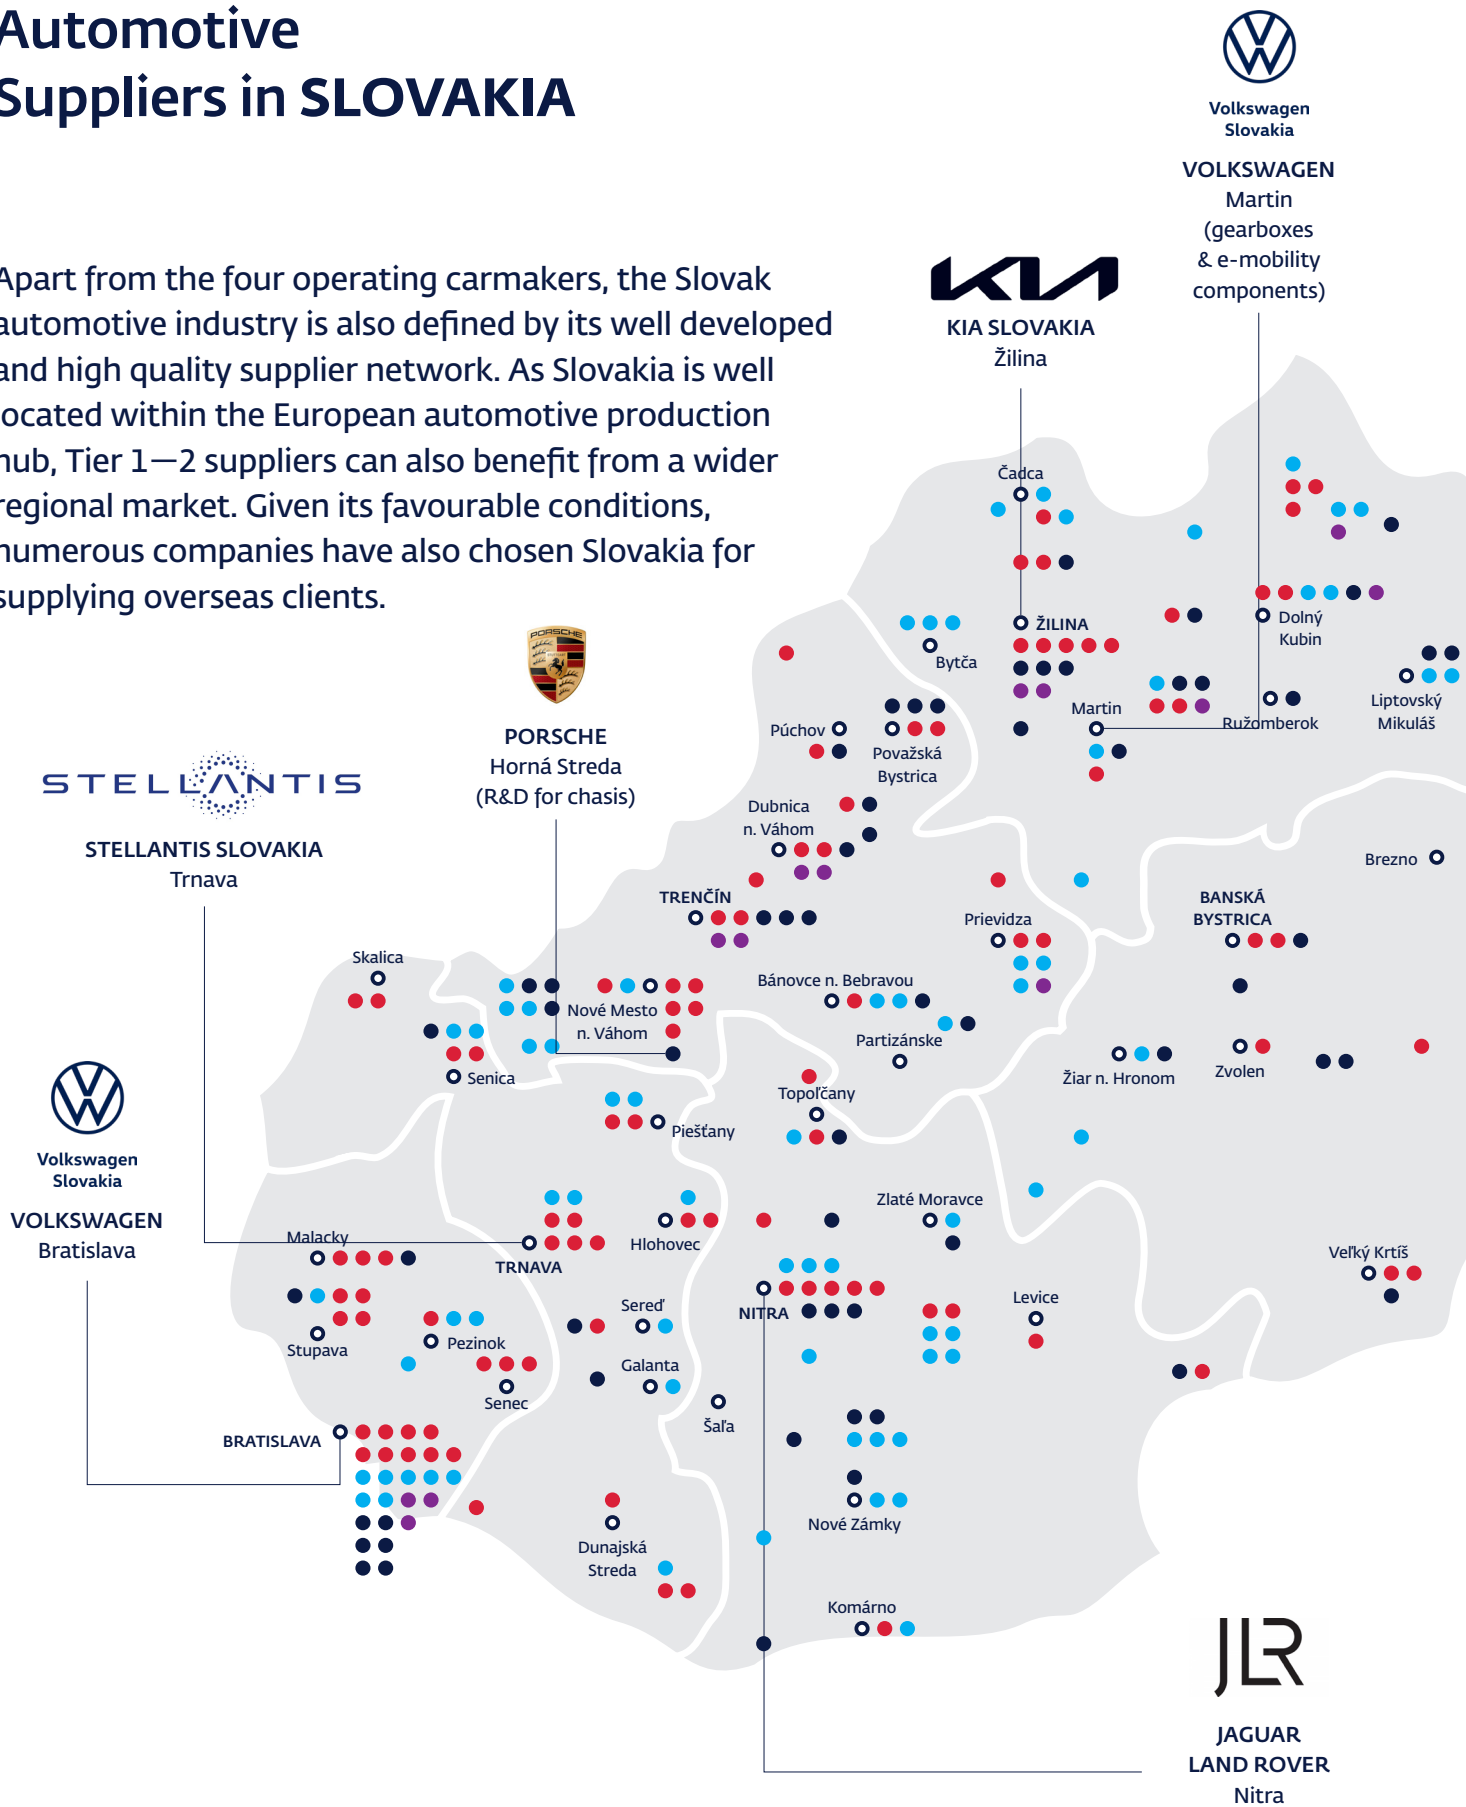 Automotive
Suppliers in SLOVAKIA
Apart from the four operating carmakers, the Slovak
automotive industry is also defined by its well developed
and high quality supplier network. As Slovakia is well
located within the European automotive production
hub, Tier 1—2 suppliers can also benefit from a wider
regional market. Given its favourable conditions,
numerous companies have also chosen Slovakia for
supplying overseas clients.
Volkswagen
Slovakia
VOLKSWAGEN
Martin
(gearboxes
& e-mobility
components)
KIA
KIA SLOVAKIA
Žilina
PORSCHE
PORSCHE
Horná Streda
(R&D for chasis)
STELLANTIS
STELLANTIS SLOVAKIA
Trnava
Volkswagen
Slovakia
VOLKSWAGEN
Bratislava
Čadca
ŽILINA
Bytča
Dolný
Kubin
Liptovský
Mikuláš
Ružomberok
Martin
Púchov
Považská
Bystrica
Dubnica
n. Váhom
Brezno
TRENČÍN
Prievidza
BANSKÁ
BYSTRICA
Skalica
Bánovce n. Bebravou
Nové Mesto
n. Váhom
Partizánske
Senica
Žiar n. Hronom
Zvolen
Topoľčany
Piešťany
Zlaté Moravce
Malacky
TRNAVA
Hlohovec
Veľký Krtíš
NITRA
Levice
Sereď
Stupava
Pezinok
Galanta
Senec
Šaľa
BRATISLAVA
Nové Zámky
Dunajská
Streda
Komárno
JLR
JAGUAR
LAND ROVER
Nitra